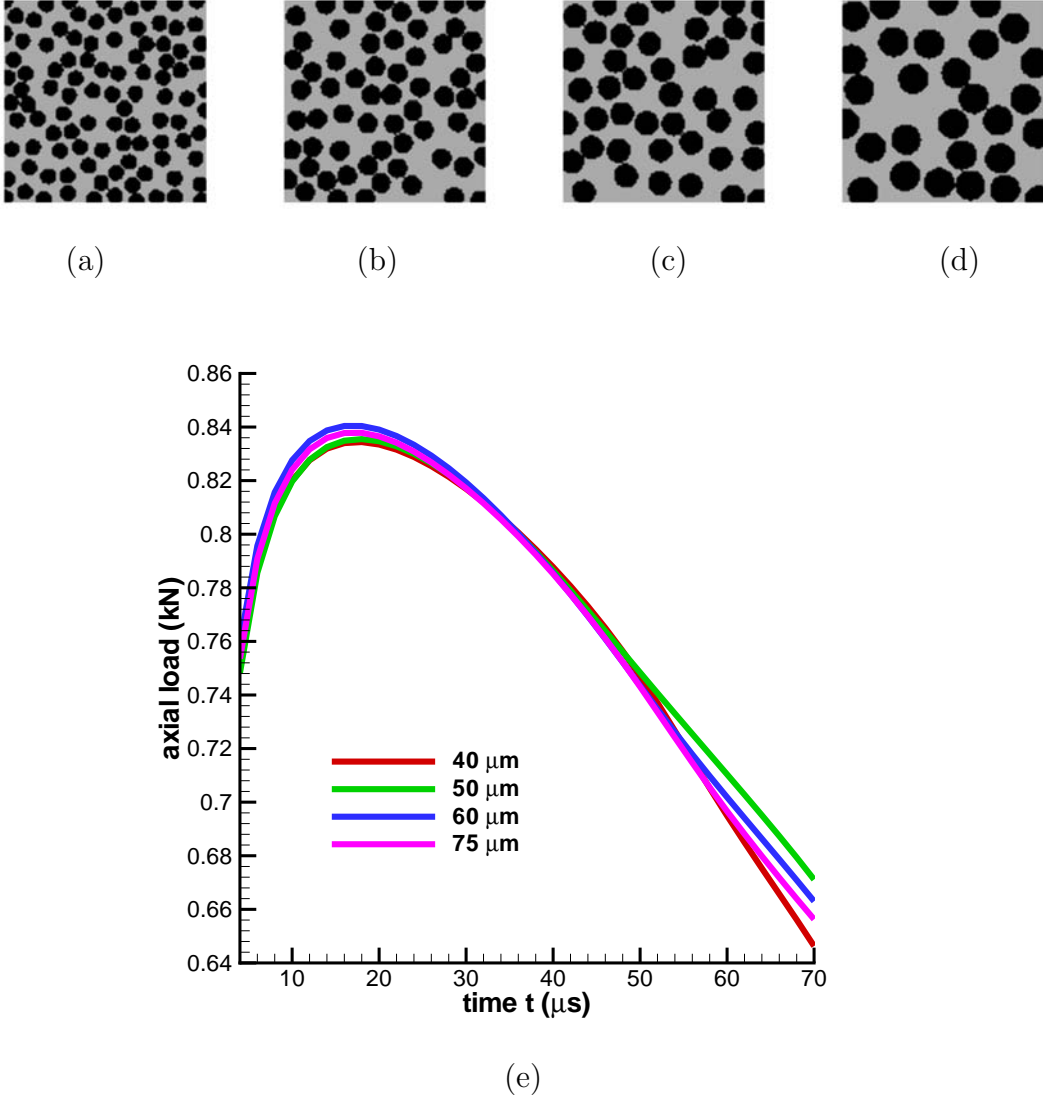 (a) (b) (c) (d)
0.86
0.84
0.82
0.8
0.78
0.76
0.74
0.72
0.7
0.68
0.66
0.64
axial load (kN)
40 μm
50 μm
60 μm
75 μm
10 20 30 40 50 60 70
time t (μs)
(e)